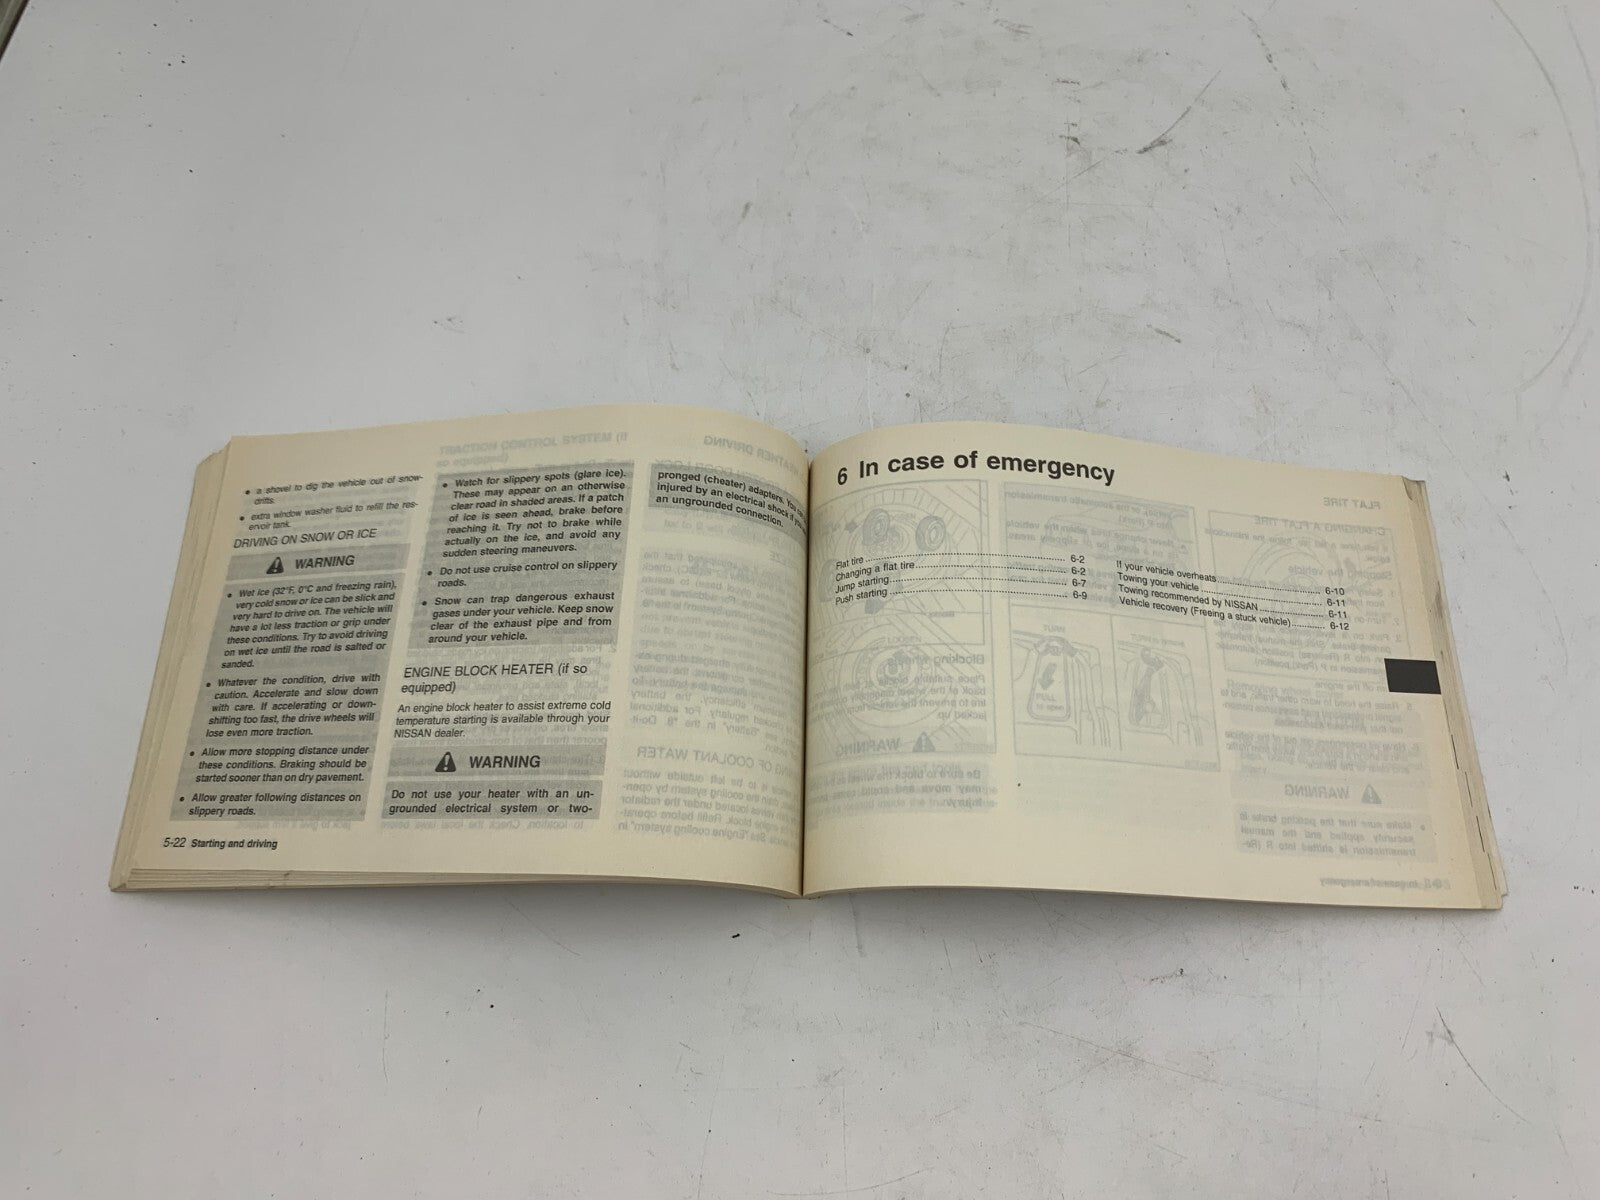 ● a shovel to dig the vehicle out of snow-
drifts.
● extra window washer fluid to refill the res-
ervoir tank.
DRIVING ON SNOW OR ICE
WARNING
● Wet ice (32°F, 0°C and freezing rain),
very cold snow or ice can be slick and
very hard to drive on. The vehicle will
have a lot less traction or grip under
these conditions. Try to avoid driving
on wet ice until the road is salted or
sanded.
● Whatever the condition, drive with
caution. Accelerate and slow down
with care. If accelerating or down-
shifting too fast, the drive wheels will
lose even more traction.
● Allow more stopping distance under
these conditions. Braking should be
started sooner than on dry pavement.
● Allow greater following distances on
slippery roads.
● Watch for slippery spots (glare ice).
These may appear on an otherwise
clear road in shaded areas. If a patch
of ice is seen ahead, brake before
reaching it. Try not to brake while
actually on the ice, and avoid any
sudden steering maneuvers.
● Do not use cruise control on slippery
roads.
● Snow can trap dangerous exhaust
gases under your vehicle. Keep snow
clear of the exhaust pipe and from
around your vehicle.
ENGINE BLOCK HEATER (if so
equipped)
An engine block heater to assist extreme cold
temperature starting is available through your
NISSAN dealer.
WARNING
Do not use your heater with an un-
grounded electrical system or two-
pronged (cheater) adapters. You
injured by an electrical shock if
an ungrounded connection.
5-22 Starting and driving
6 In case of emergency
Flat tire 6-2
Changing a flat tire 6-2
Jump starting 6-7
Push starting 6-9
If your vehicle overheats 6-10
Towing your vehicle 6-11
Towing recommended by NISSAN 6-11
Vehicle recovery (Freeing a stuck vehicle) 6-12